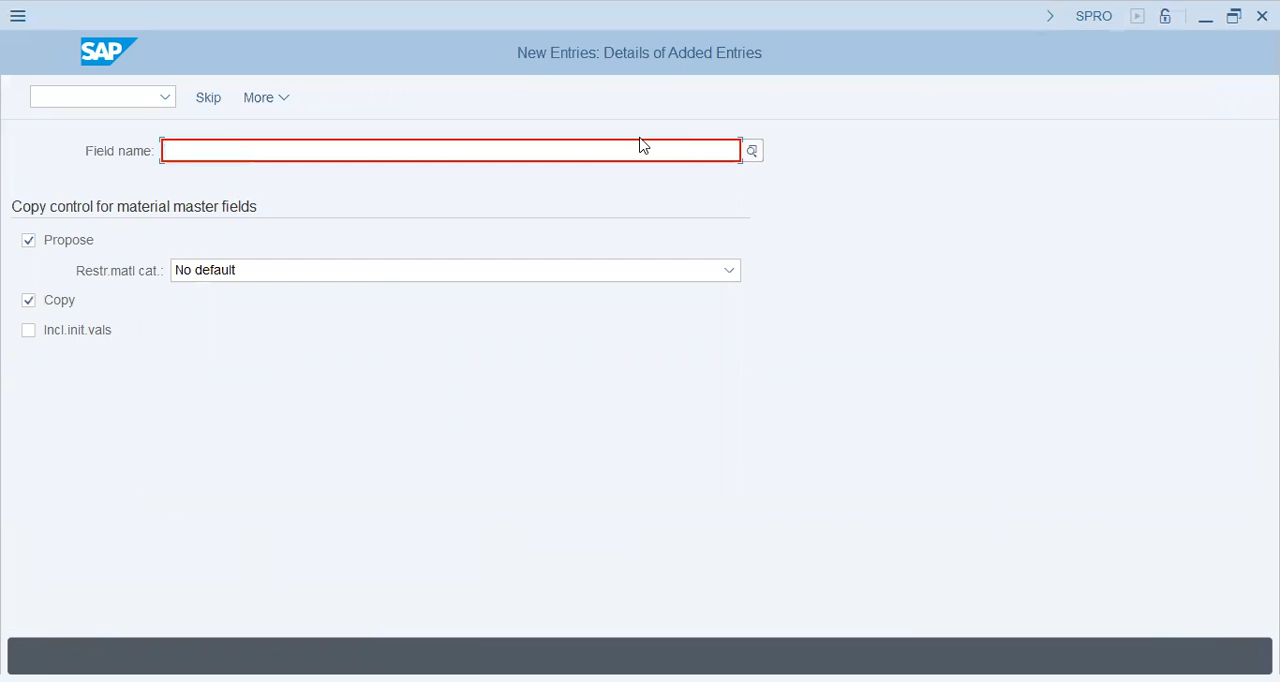 SPRO
SAP New Entries: Details of Added Entries
Skip More
Field name:
Copy control for material master fields
Propose
Restr.matl cat.: No default
Copy
Incl.init.vals